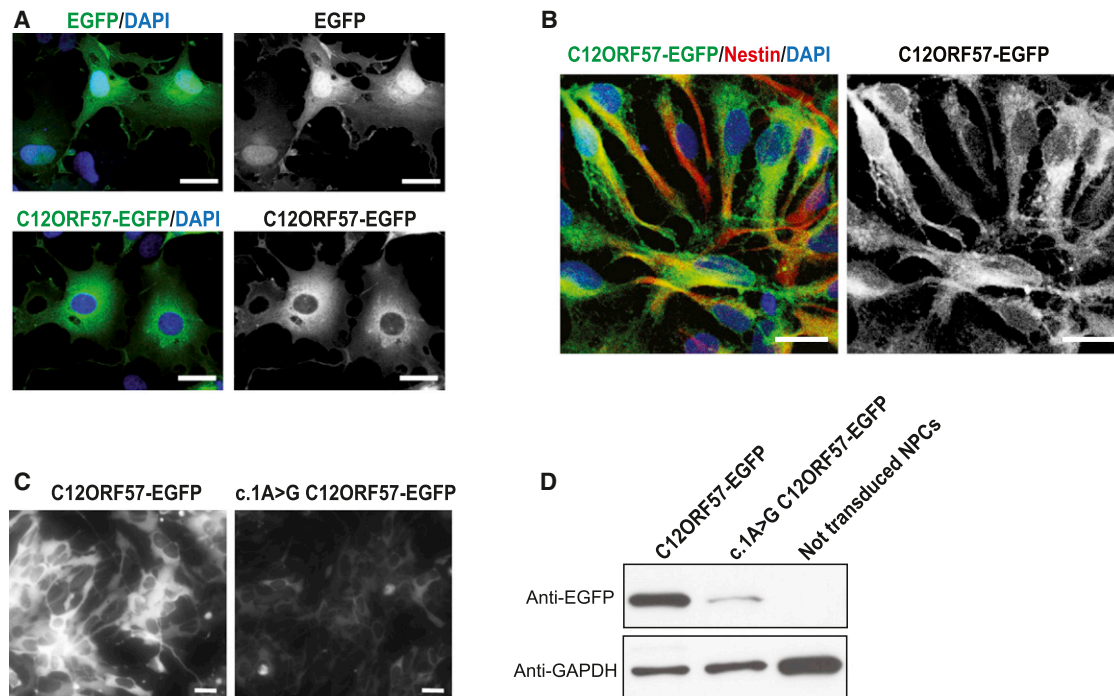 A
EGFP/DAPI
EGFP
C12ORF57-EGFP/DAPI
C12ORF57-EGFP
B
C12ORF57-EGFP/Nestin/DAPI
C12ORF57-EGFP
C
C12ORF57-EGFP
c.1A>G C12ORF57-EGFP
D
C12ORF57-EGFP
c.1A>G C12ORF57-EGFP
Not transduced NPCs
Anti-EGFP
Anti-GAPDH